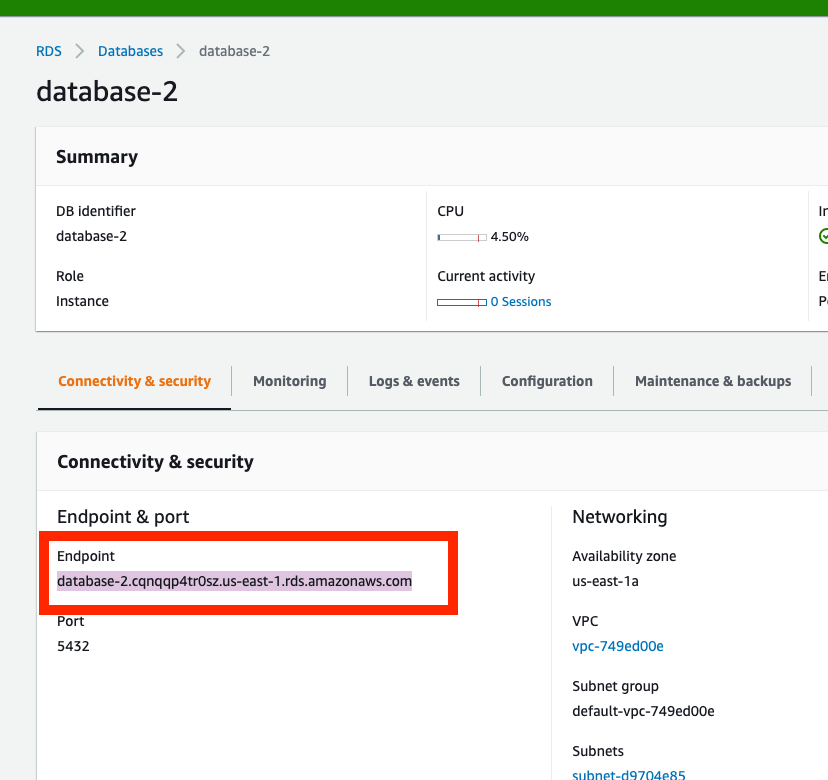 RDS > Databases > database-2
database-2
Summary
DB identifier
database-2
Role
Instance
CPU
4.50%
Current activity
0 Sessions
Connectivity & security
Monitoring
Logs & events
Configuration
Maintenance & backups
Connectivity & security
Endpoint & port
Endpoint
database-2.cqnqqp4tr0sz.us-east-1.rds.amazonaws.com
Port
5432
Networking
Availability zone
us-east-1a
VPC
vpc-749ed00e
Subnet group
default-vpc-749ed00e
Subnets
subnet-d9704e85